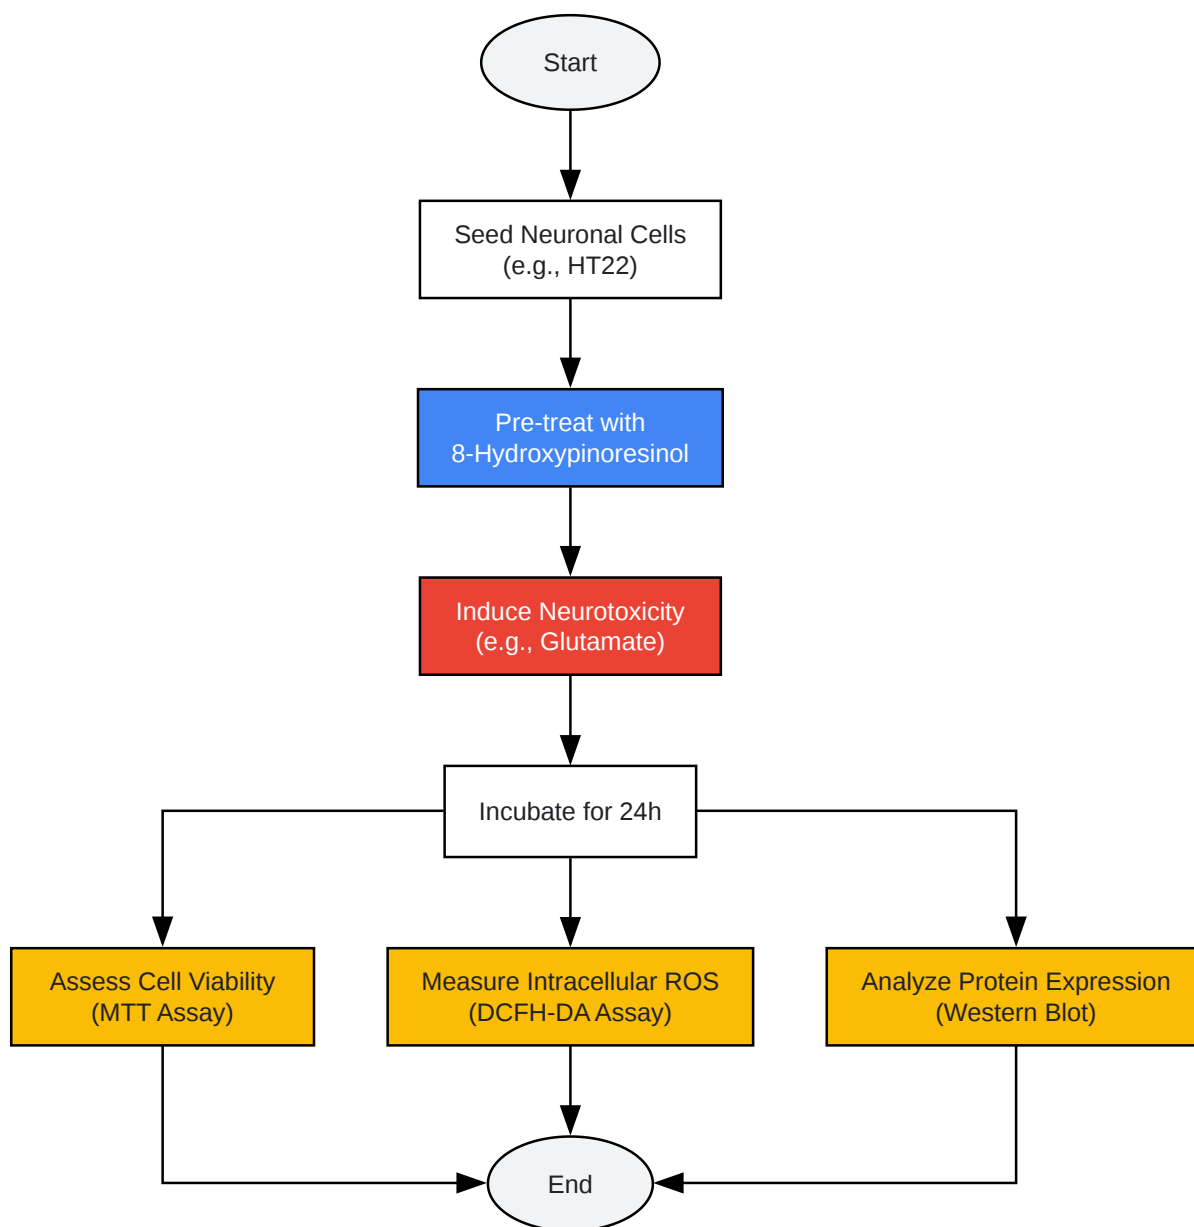 Start
Seed Neuronal Cells
(e.g., HT22)
Pre-treat with
8-Hydroxypinoresinol
Induce Neurotoxicity
(e.g., Glutamate)
Incubate for 24h
Assess Cell Viability
(MTT Assay)
Measure Intracellular ROS
(DCFH-DA Assay)
Analyze Protein Expression
(Western Blot)
End